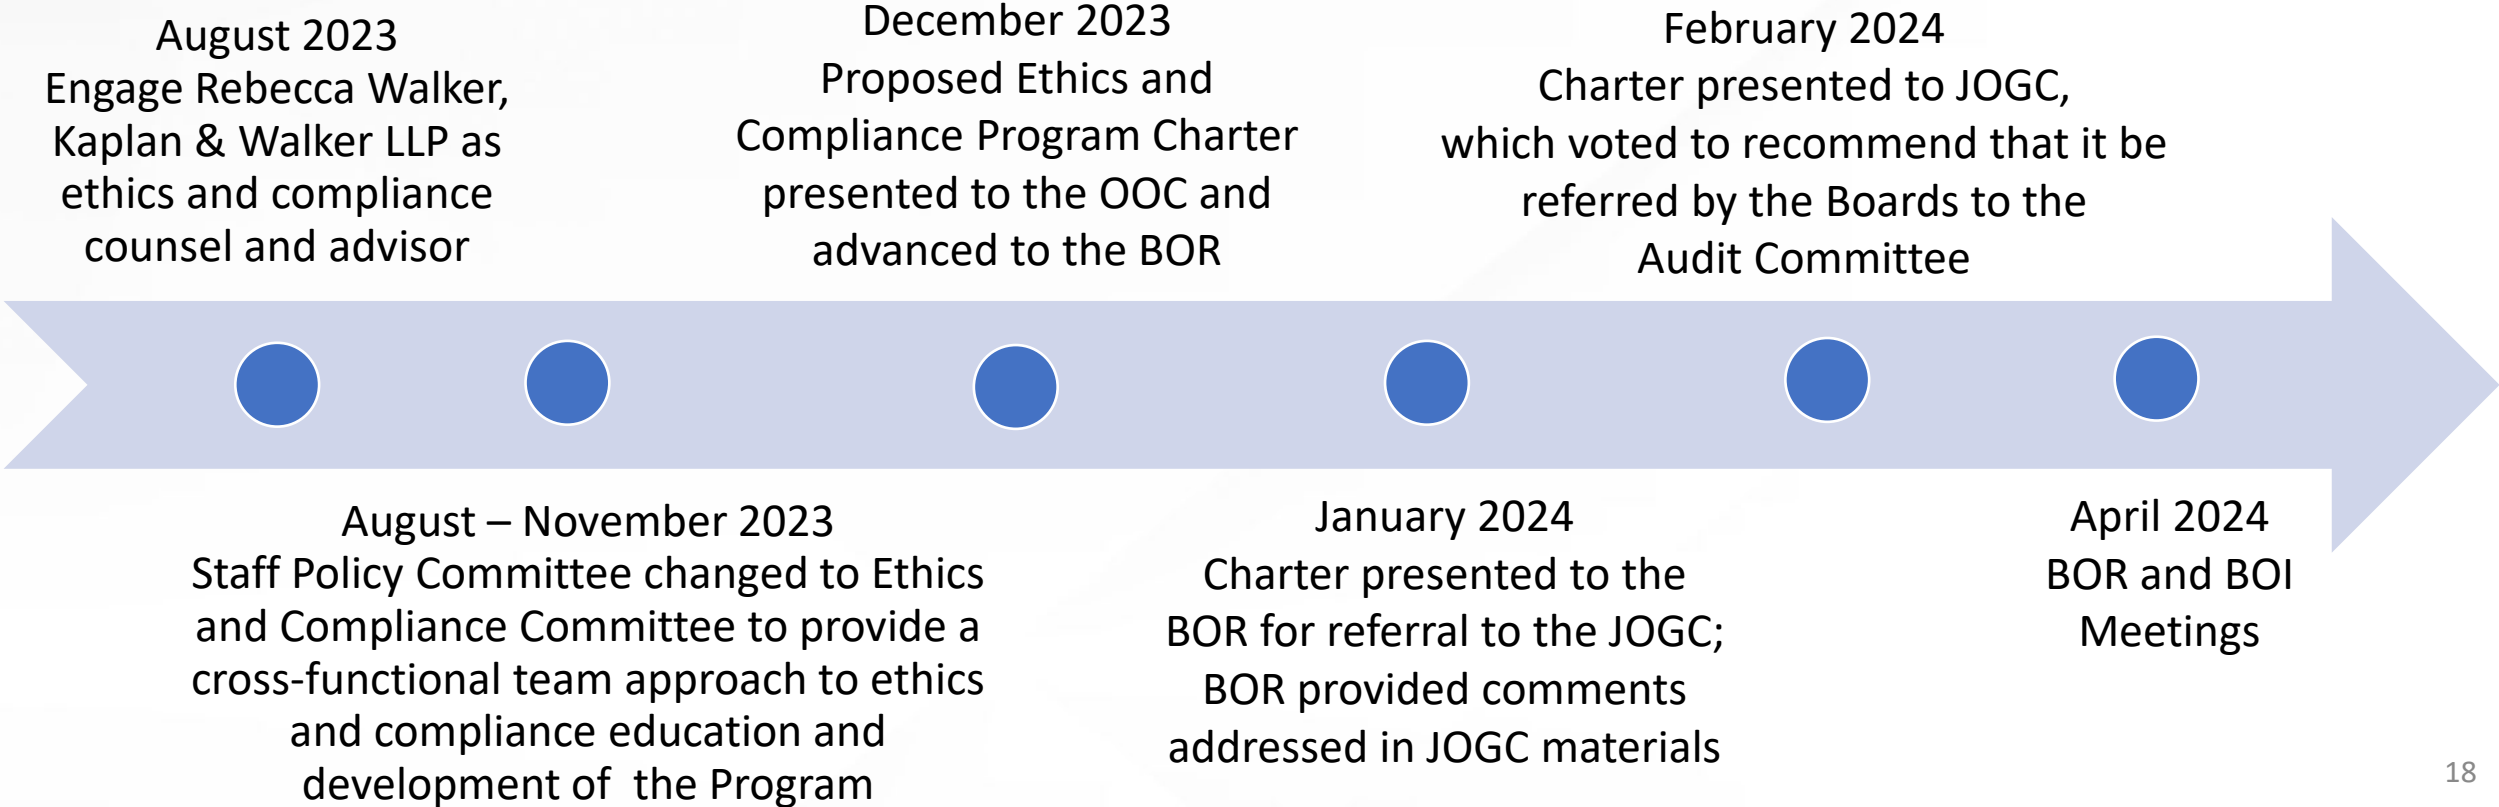 August 2023
Engage Rebecca Walker,
Kaplan & Walker LLP as
ethics and compliance
counsel and advisor
December 2023
Proposed Ethics and
Compliance Program Charter
presented to the OOC and
advanced to the BOR
February 2024
Charter presented to JOGC,
which voted to recommend that it be
referred by the Boards to the
Audit Committee
August – November 2023
Staff Policy Committee changed to Ethics
and Compliance Committee to provide a
cross-functional team approach to ethics
and compliance education and
development of  the Program
January 2024
Charter presented to the
BOR for referral to the JOGC;
BOR provided comments
addressed in JOGC materials
April 2024
BOR and BOI
Meetings
18